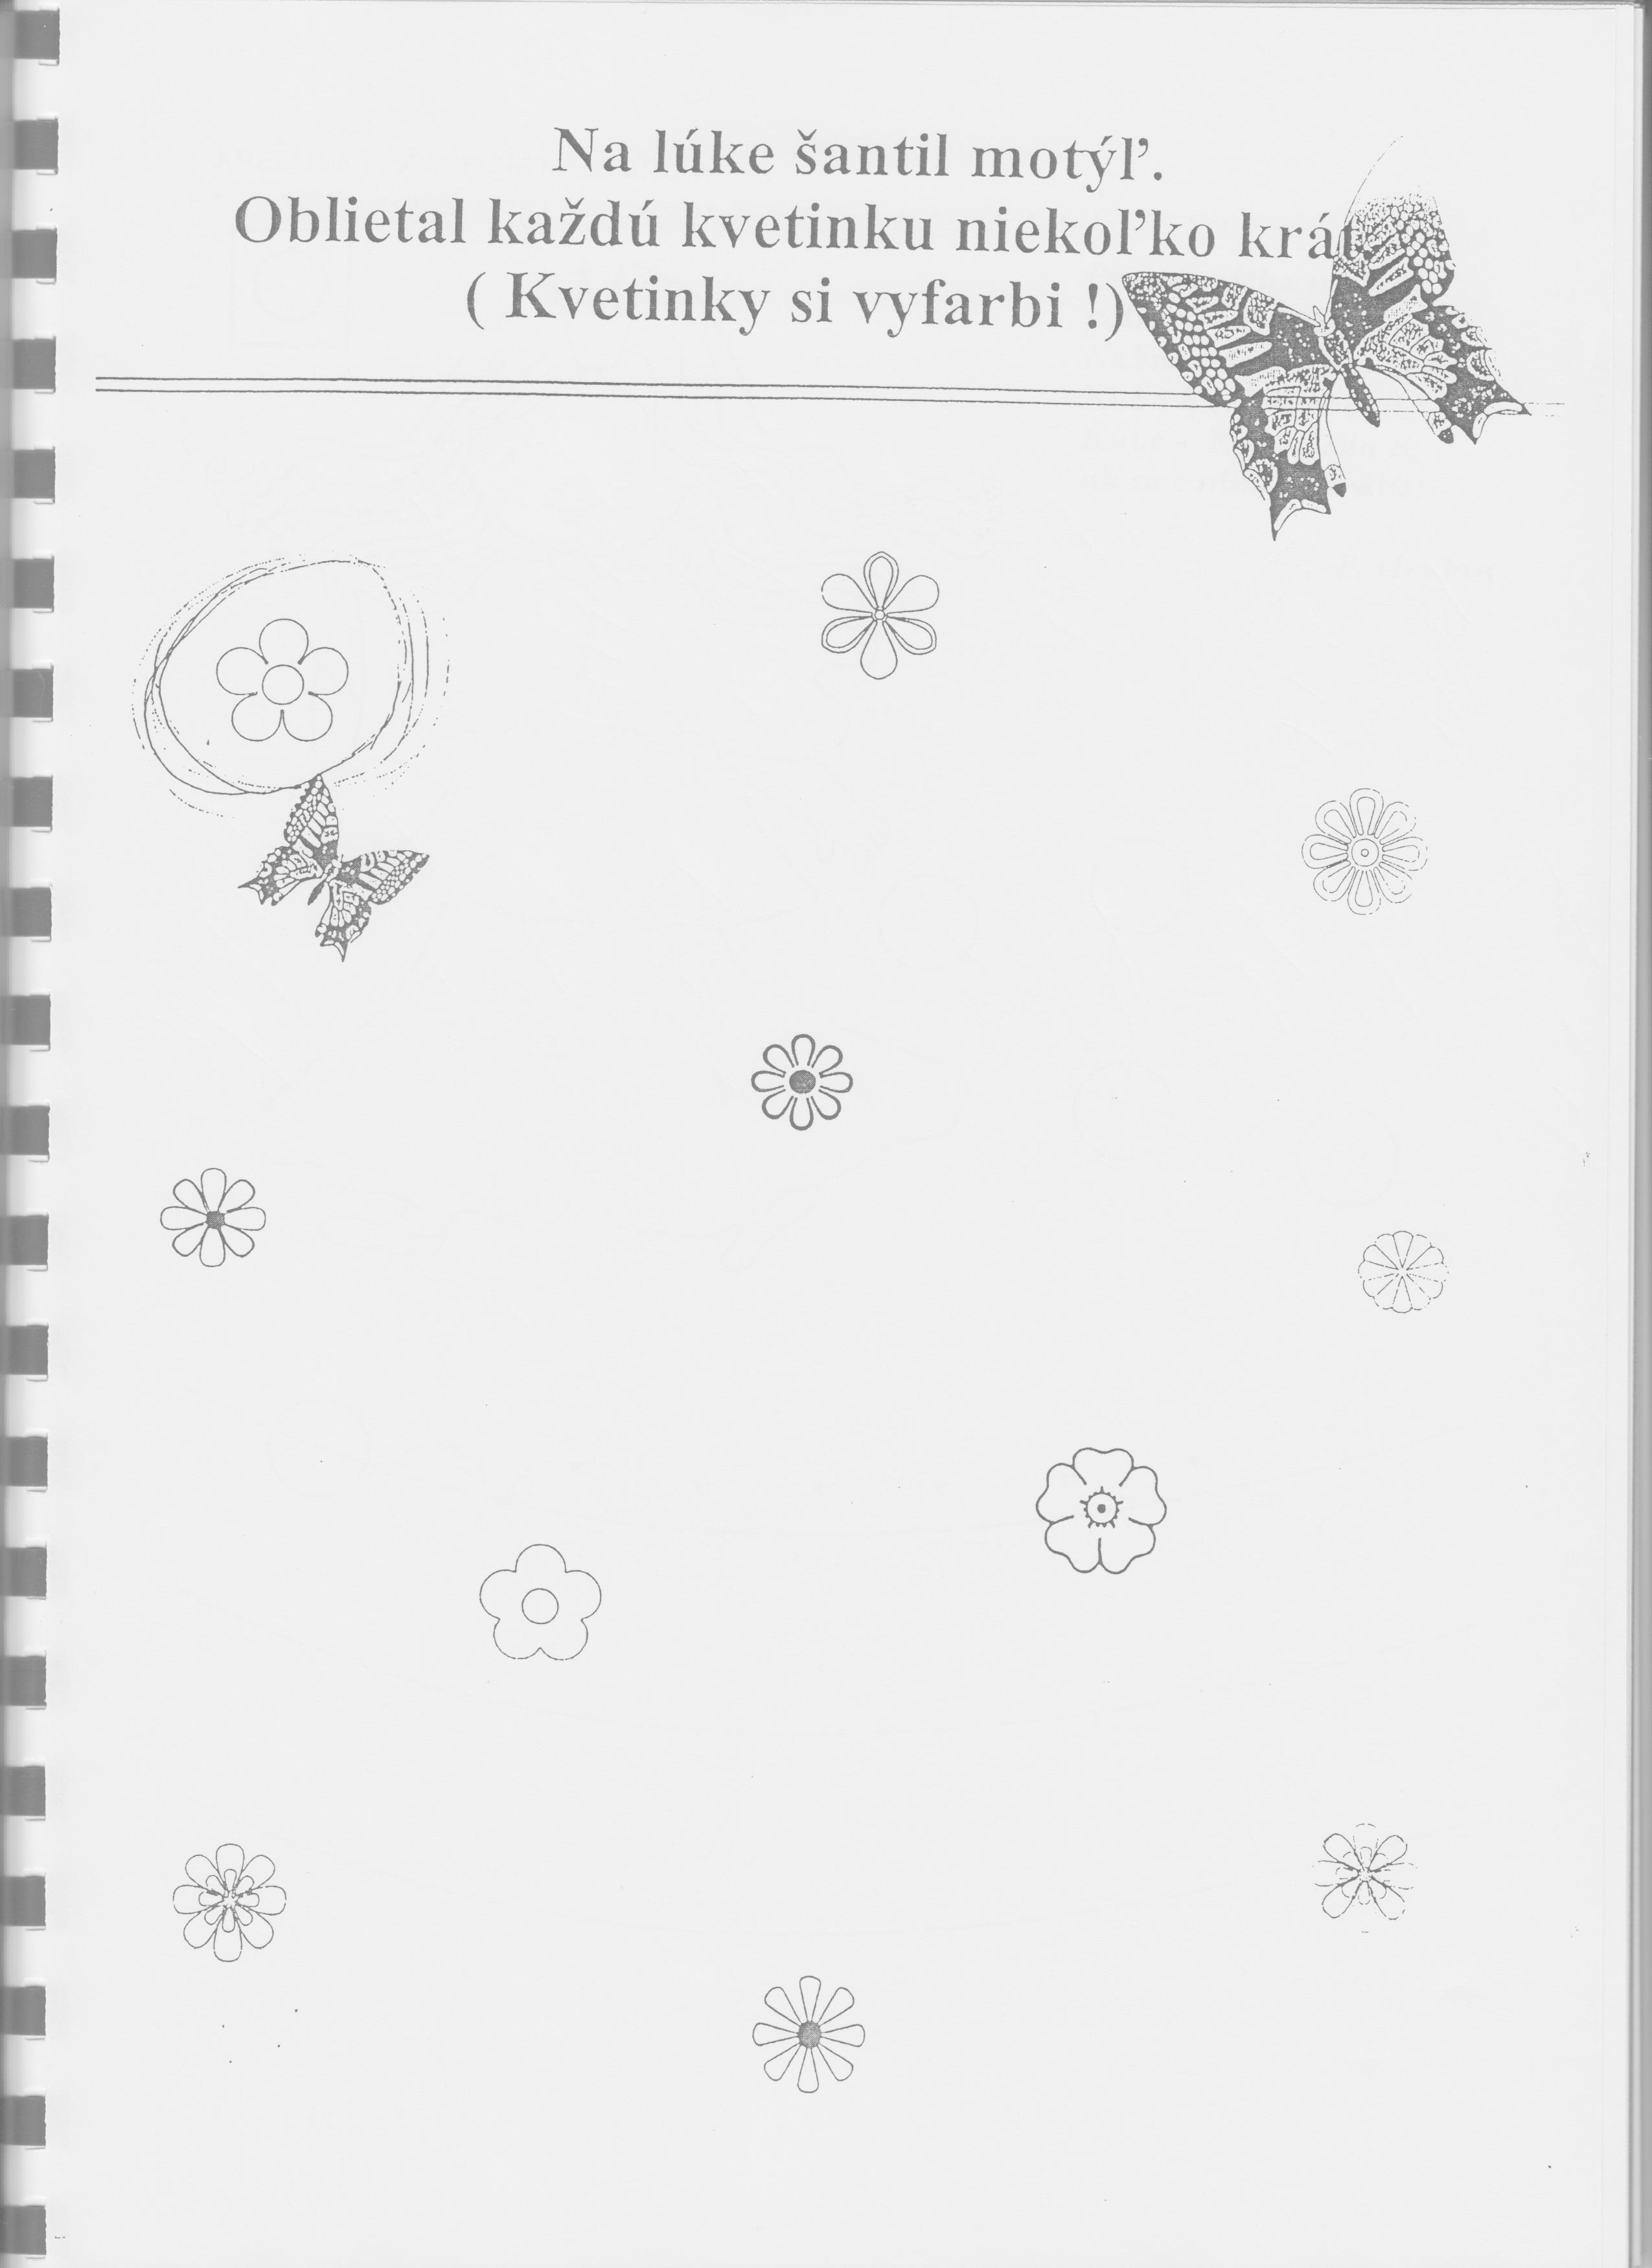 Na lúke šantil motýľ.
Oblietal každú kvetinku niekoľko krát
( Kvetinky si vyfarbi !)